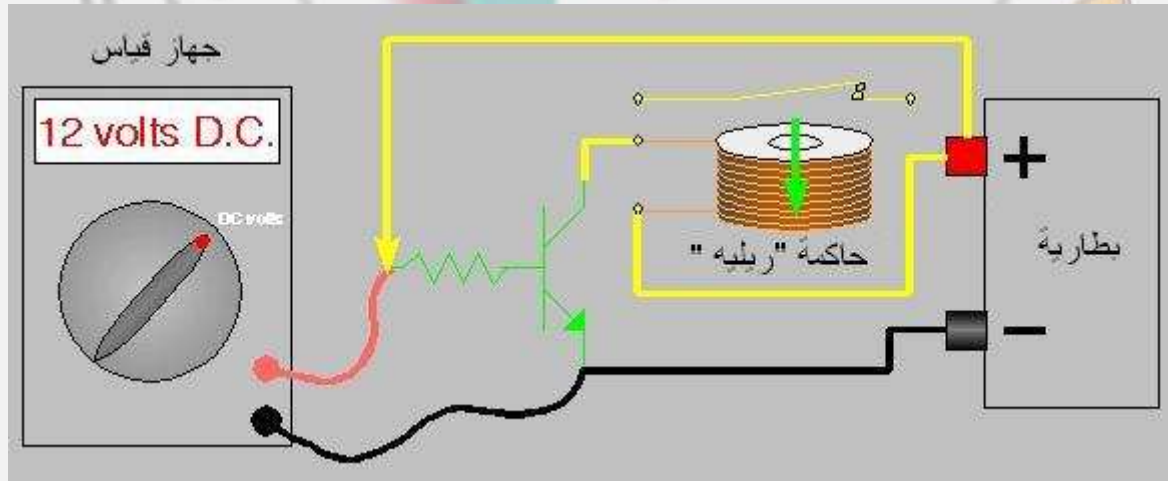 جهاز قياس
12 volts D.C.
DC volts
+
حاكمة "ريليه "
بطارية
−